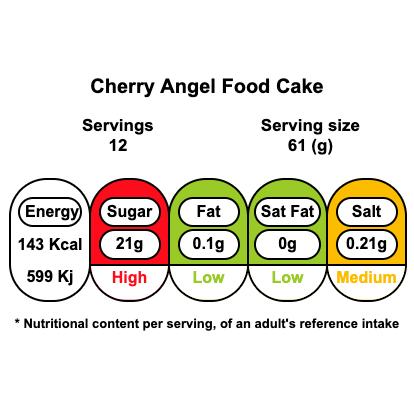 Cherry Angel Food Cake
Servings
12
Serving size
61 (g)
Energy Sugar Fat Sat Fat Salt
143 Kcal 21g 0.1g 0g 0.21g
599 Kj High Low Low Medium
* Nutritional content per serving, of an adult's reference intake